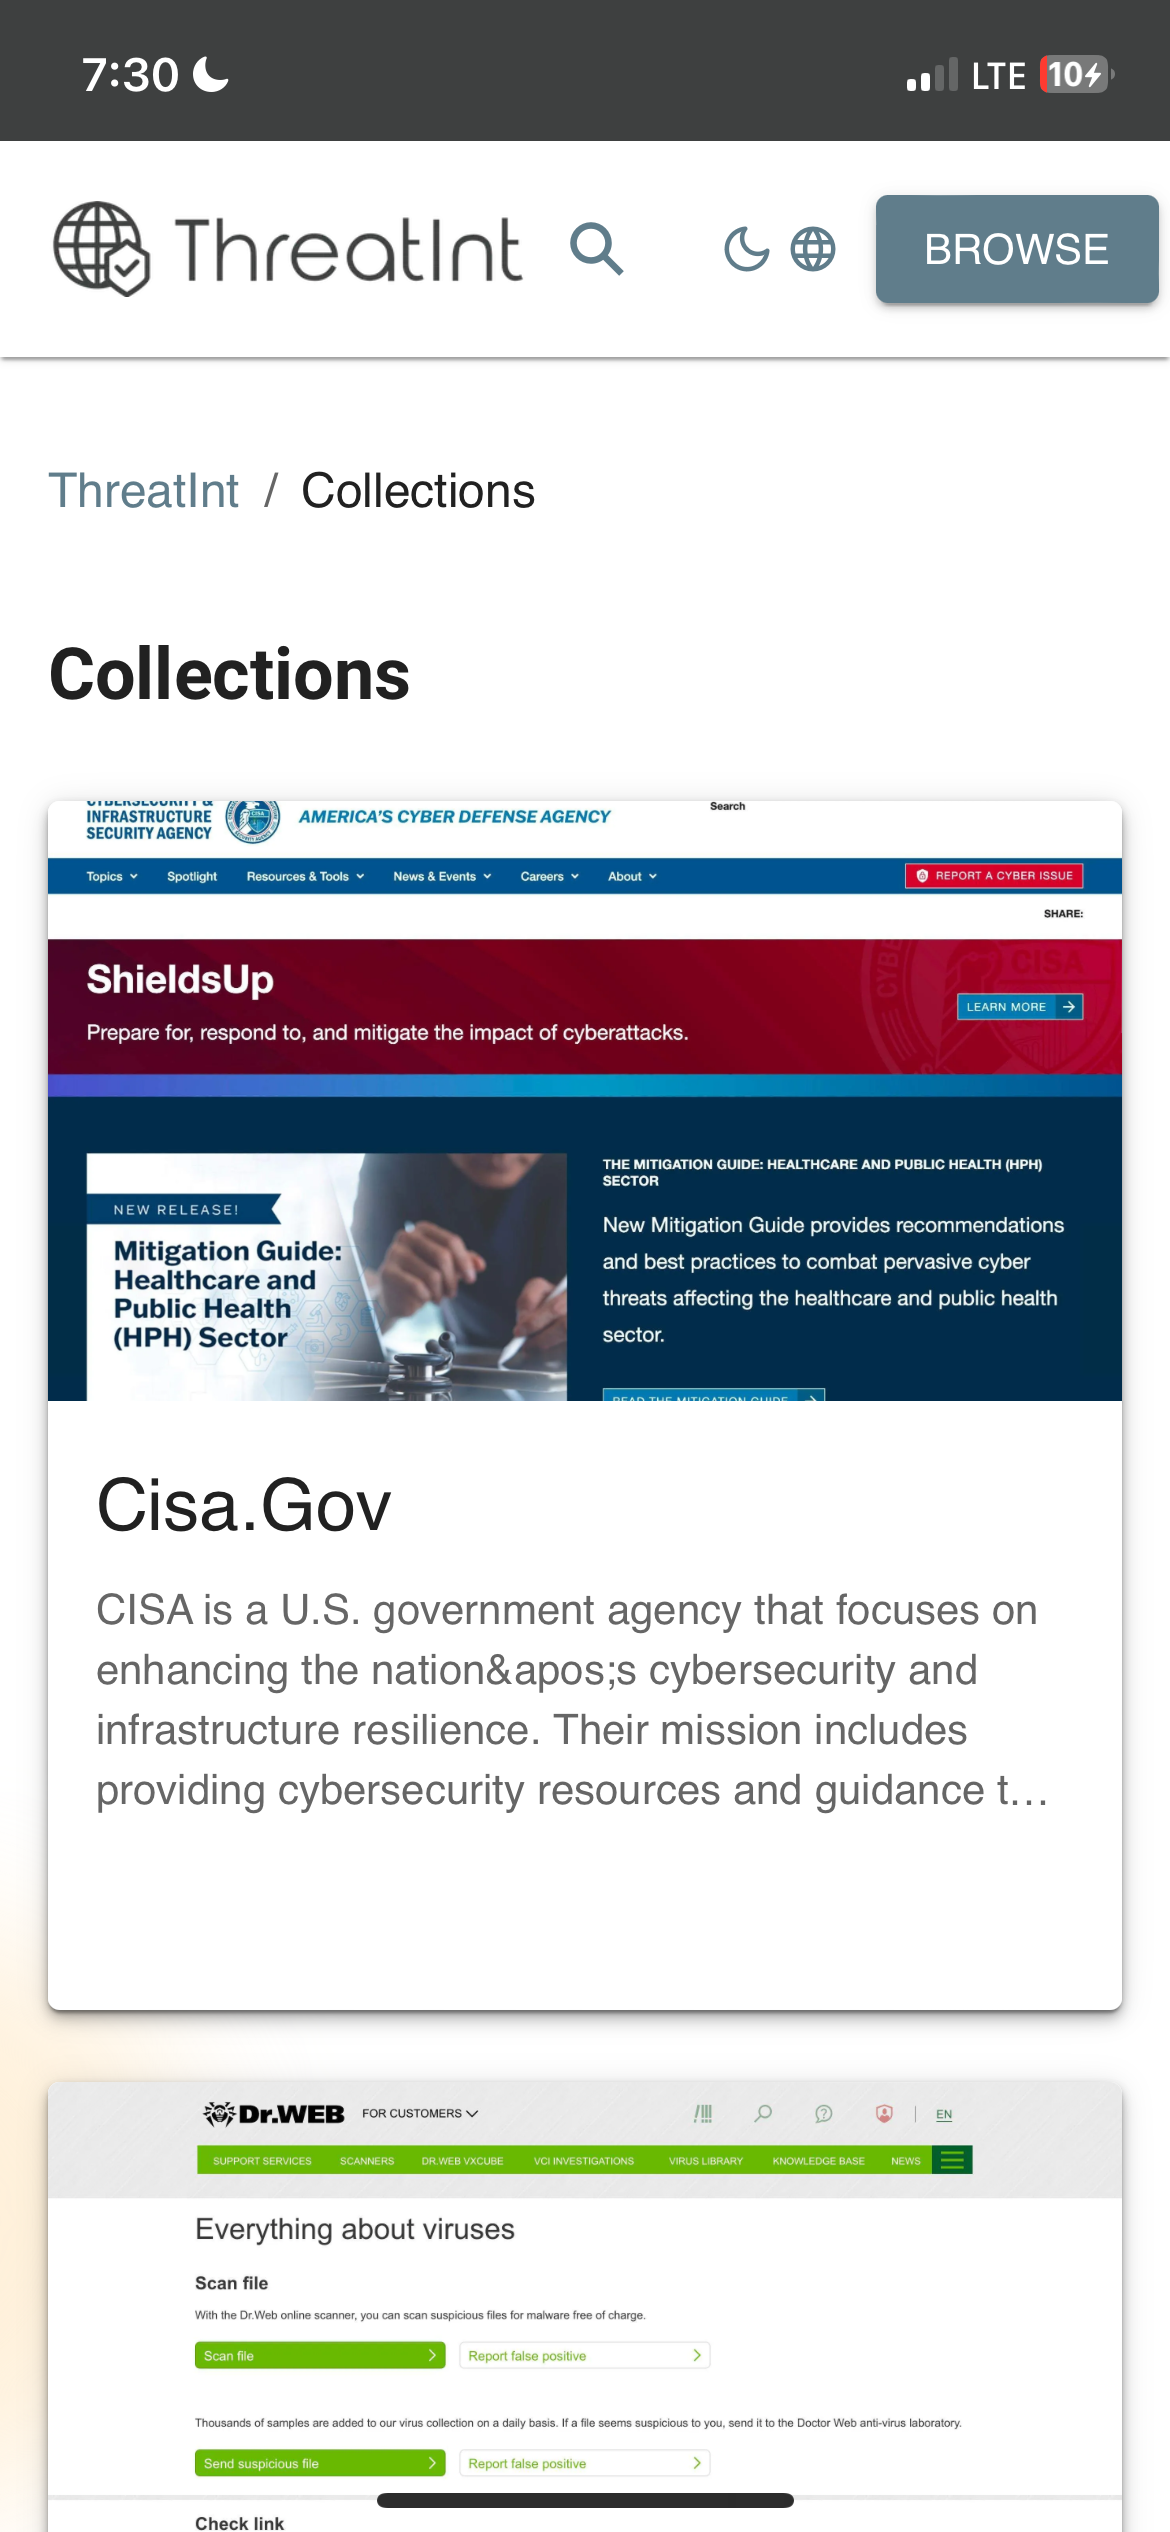 7:30
LTE 10
ThreatInt
BROWSE
ThreatInt / Collections
Collections
CYBERSECURITY &
INFRASTRUCTURE
SECURITY AGENCY
AMERICA'S CYBER DEFENSE AGENCY
Search
Topics Spotlight Resources & Tools News & Events Careers About REPORT A CYBER ISSUE
SHARE:
ShieldsUp
Prepare for, respond to, and mitigate the impact of cyberattacks.
LEARN MORE
CISA
NEW RELEASE!
Mitigation Guide:
Healthcare and
Public Health
(HPH) Sector
THE MITIGATION GUIDE: HEALTHCARE AND PUBLIC HEALTH (HPH)
SECTOR
New Mitigation Guide provides recommendations
and best practices to combat pervasive cyber
threats affecting the healthcare and public health
sector.
READ THE MITIGATION GUIDE
Cisa.Gov
CISA is a U.S. government agency that focuses on
enhancing the nation&apos;s cybersecurity and
infrastructure resilience. Their mission includes
providing cybersecurity resources and guidance t...
Dr.WEB FOR CUSTOMERS EN
SUPPORT SERVICES SCANNERS DR.WEB VXCUBE VCI INVESTIGATIONS VIRUS LIBRARY KNOWLEDGE BASE NEWS
Everything about viruses
Scan file
With the Dr.Web online scanner, you can scan suspicious files for malware free of charge.
Scan file Report false positive
Thousands of samples are added to our virus collection on a daily basis. If a file seems suspicious to you, send it to the Doctor Web anti-virus laboratory.
Send suspicious file Report false positive
Check link